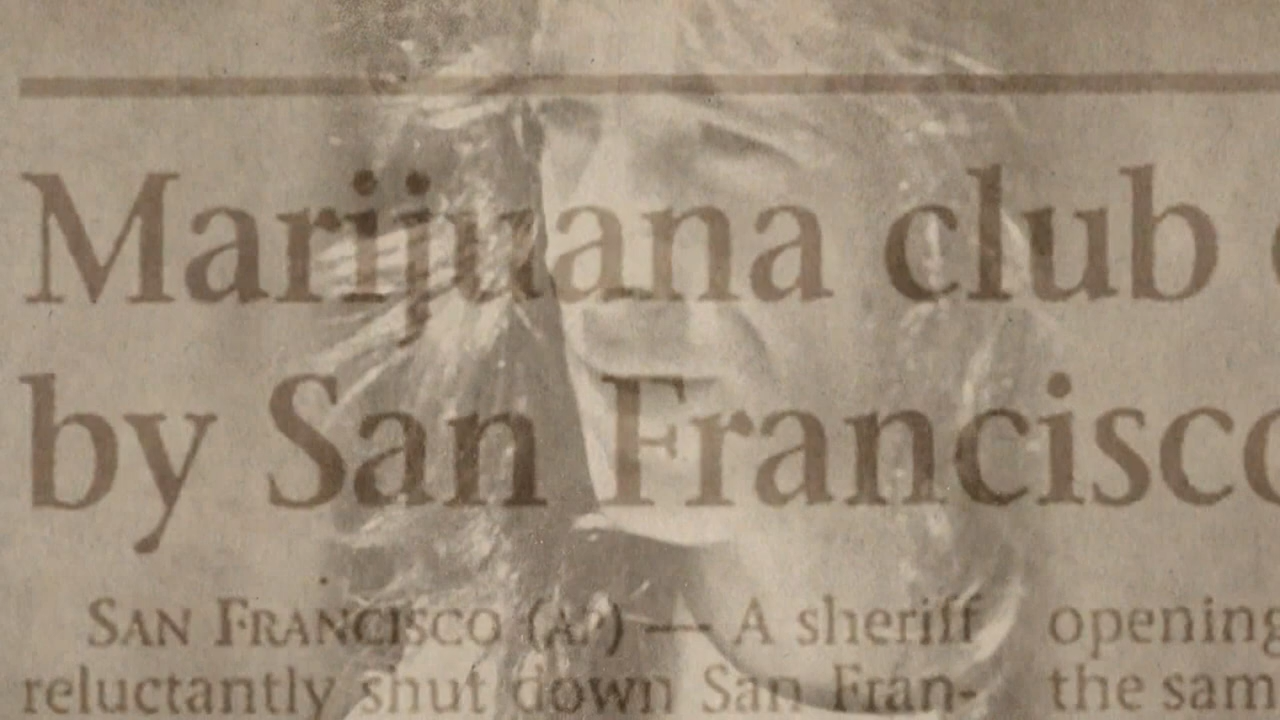 Marijuana club
by San Francisco
SAN FRANCISCO (AP) — A sheriff
reluctantly shut down San Fran-
opening
the sam